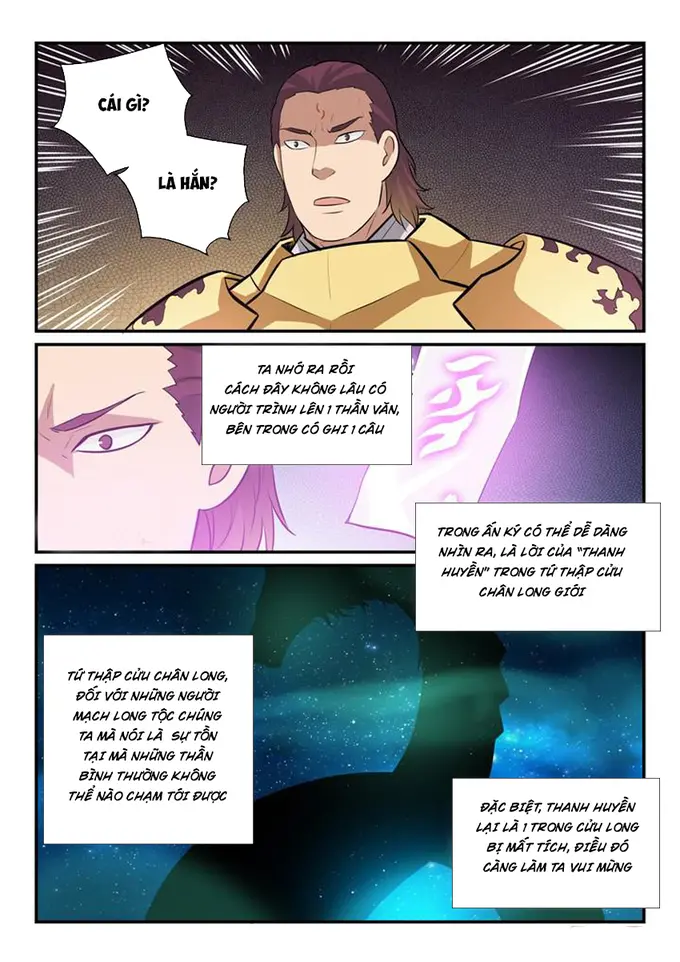 CÁI GÌ?
LÀ HẮN?
TA NHỚ RA RỒI
CÁCH ĐÂY KHÔNG LÂU CÓ
NGƯỜI TRÌNH LÊN 1 THẦN VĂN,
BÊN TRONG CÓ GHI 1 CÂU
TRONG ẤN KÝ CÓ THỂ DỄ DÀNG
NHÌN RA, LÀ LỜI CỦA "THANH
HUYỀN" TRONG TỨ THẬP CỬU
CHÂN LONG GIỚI
TỨ THẬP CỬU CHÂN LONG,
ĐỐI VỚI NHỮNG NGƯỜI
MẠCH LONG TỘC CHÚNG
TA MÀ NÓI LÀ SỰ TỒN
TẠI MÀ NHỮNG THẦN
BÌNH THƯỜNG KHÔNG
THỂ NÀO CHẠM TỚI ĐƯỢC
ĐẶC BIỆT, THANH HUYỀN
LẠI LÀ 1 TRONG CỬU LONG
BỊ MẤT TÍCH, ĐIỀU ĐÓ
CÀNG LÀM TA VUI MỪNG